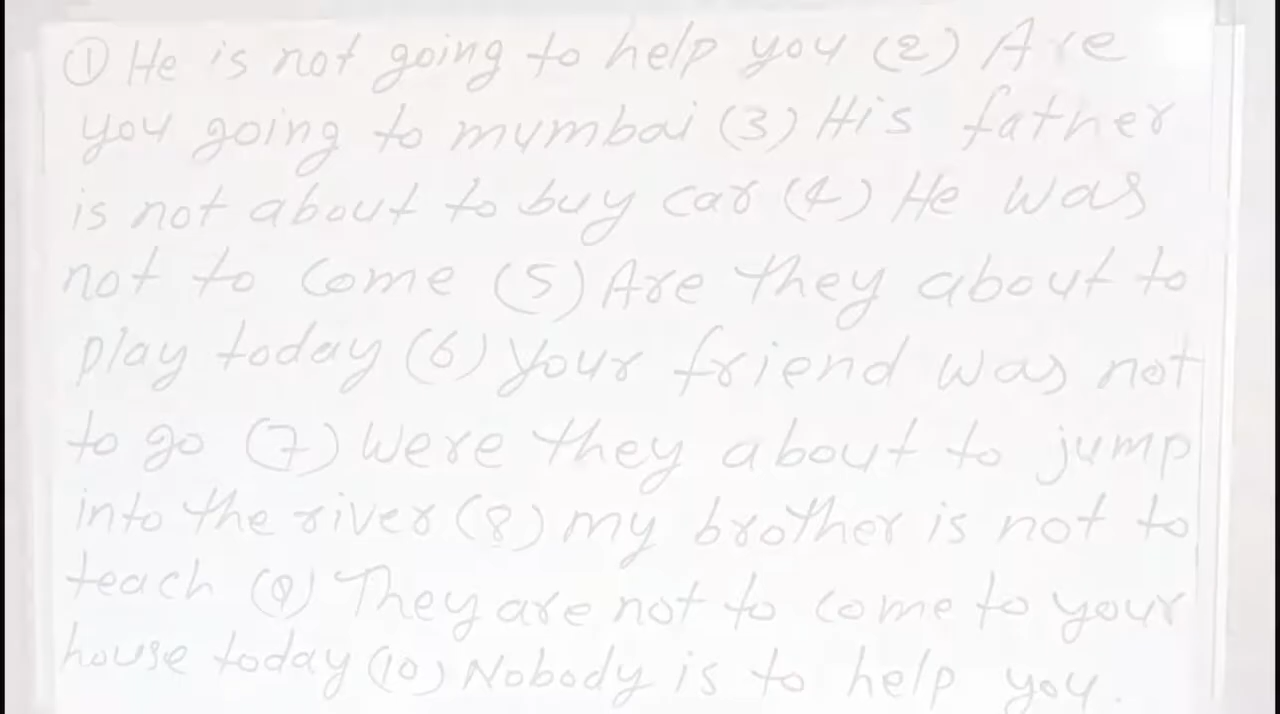 ① He is not going to help you (2) Are
you going to mumbai (3) His father
is not about to buy car (4) He was
not to come (5) Are they about to
play today (6) Your friend was not
to go (7) Were they about to jump
into the river (8) my brother is not to
teach (9) They are not to come to your
house today (10) Nobody is to help you.